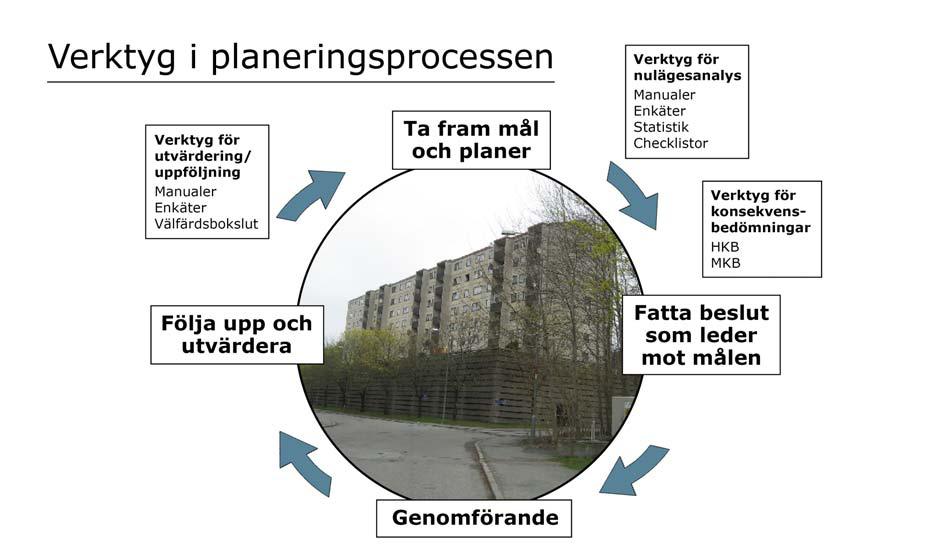 Verktyg i planeringsprocessen
Verktyg för
nulägesanalys
Manualer
Enkäter
Statistik
Checklistor
Ta fram mål
och planer
Verktyg för
utvärdering/
uppföljning
Manualer
Enkäter
Välfärdsbokslut
Verktyg för
konsekvens-
bedömningar
HKB
MKB
Följa upp och
utvärdera
Fatta beslut
som leder
mot målen
Genomförande